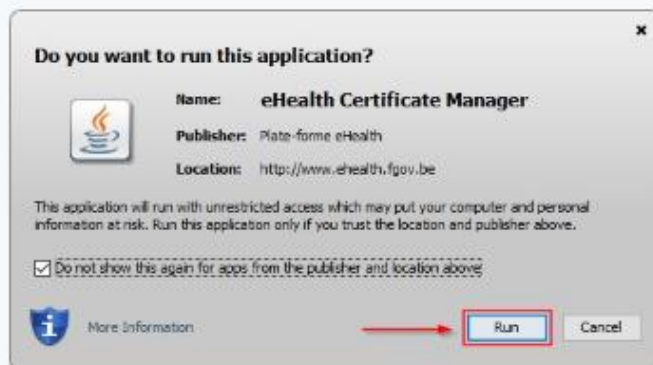 Do you want to run this application?
Name: eHealth Certificate Manager
Publisher: Plate-forme eHealth
Location: http://www.ehealth.fgov.be
This application will run with unrestricted access which may put your computer and personal
information at risk. Run this application only if you trust the location and publisher above.
Do not show this again for apps from the publisher and location above
More Information
Run
Cancel